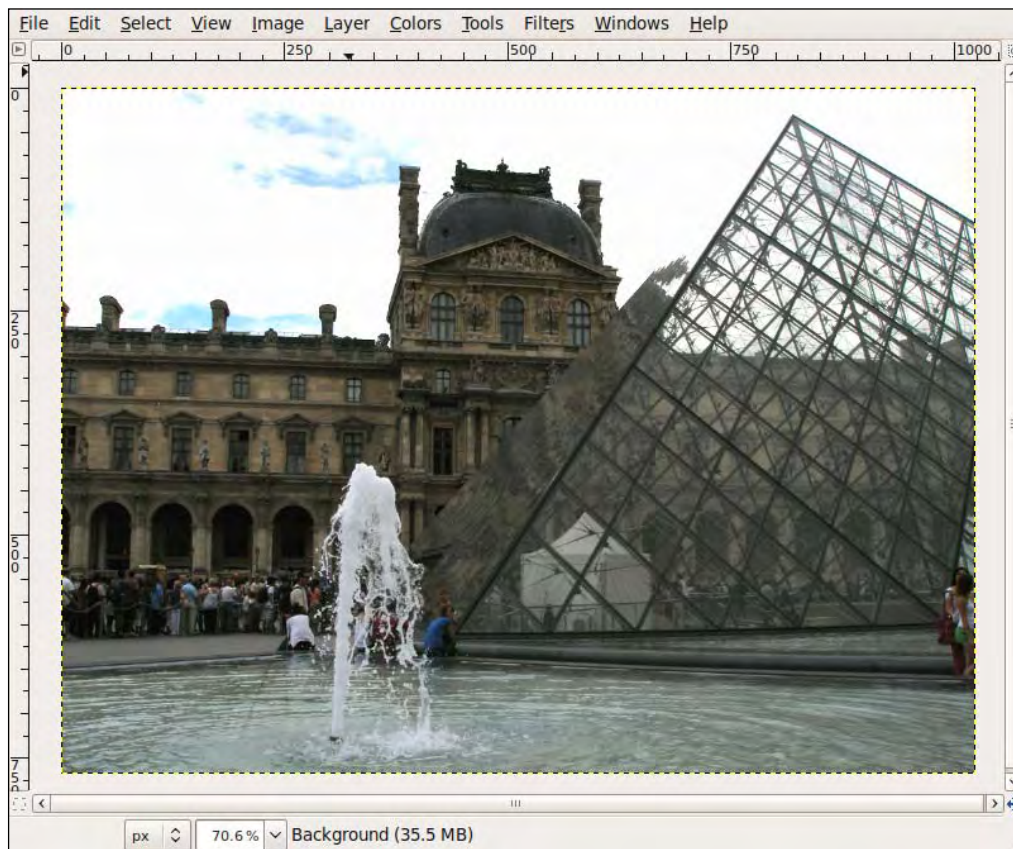 File Edit Select View Image Layer Colors Tools Filters Windows Help
0 250 500 750 1000
0
250
500
750
px 70.6% Background (35.5 MB)